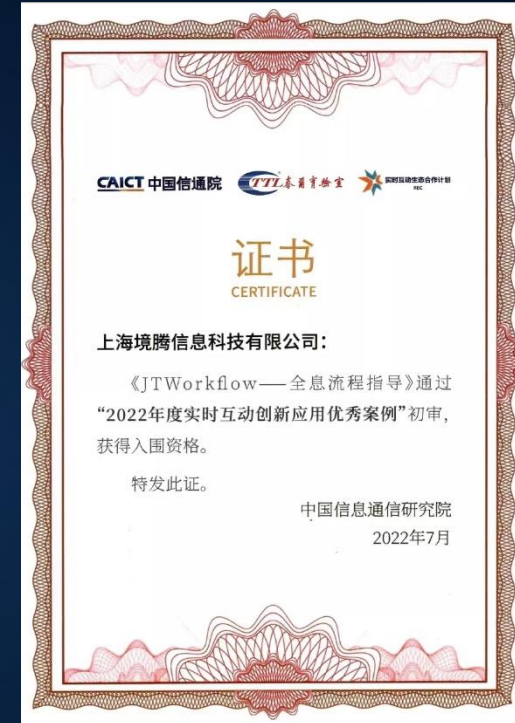 CAICT 中国信通院 CTTL 泰尔实验室 实时互动生态合作计划
REC
证书
CERTIFICATE
上海境腾信息科技有限公司：
《JTWorkflow——全息流程指导》通过
“2022年度实时互动创新应用优秀案例”初审，
获得入围资格。
特发此证。
中国信息通信研究院
2022年7月